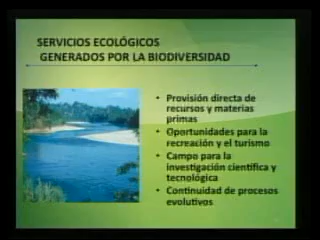 SERVICIOS ECOLÓGICOS
GENERADOS POR LA BIODIVERSIDAD
• Provisión directa de
recursos y materias
primas
• Oportunidades para la
recreación y el turismo
• Campo para la
investigación científica y
tecnológica
• Continuidad de procesos
evolutivos